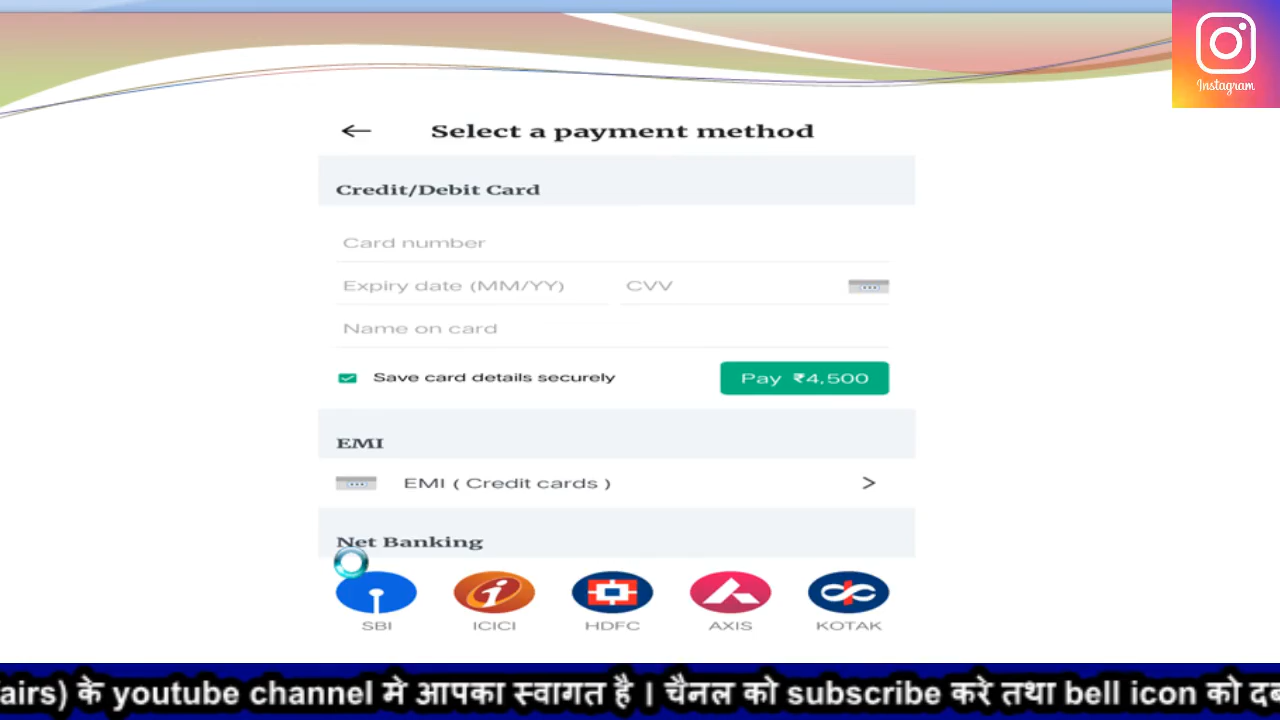 Instagram
Select a payment method
Credit/Debit Card
Card number
Expiry date (MM/YY) CVV
Name on card
Save card details securely Pay ₹4,500
EMI
EMI ( Credit cards )
Net Banking
SBI ICICI HDFC AXIS KOTAK
airs) के youtube channel मे आपका स्वागत है । चैनल को subscribe करे तथा bell icon को दब